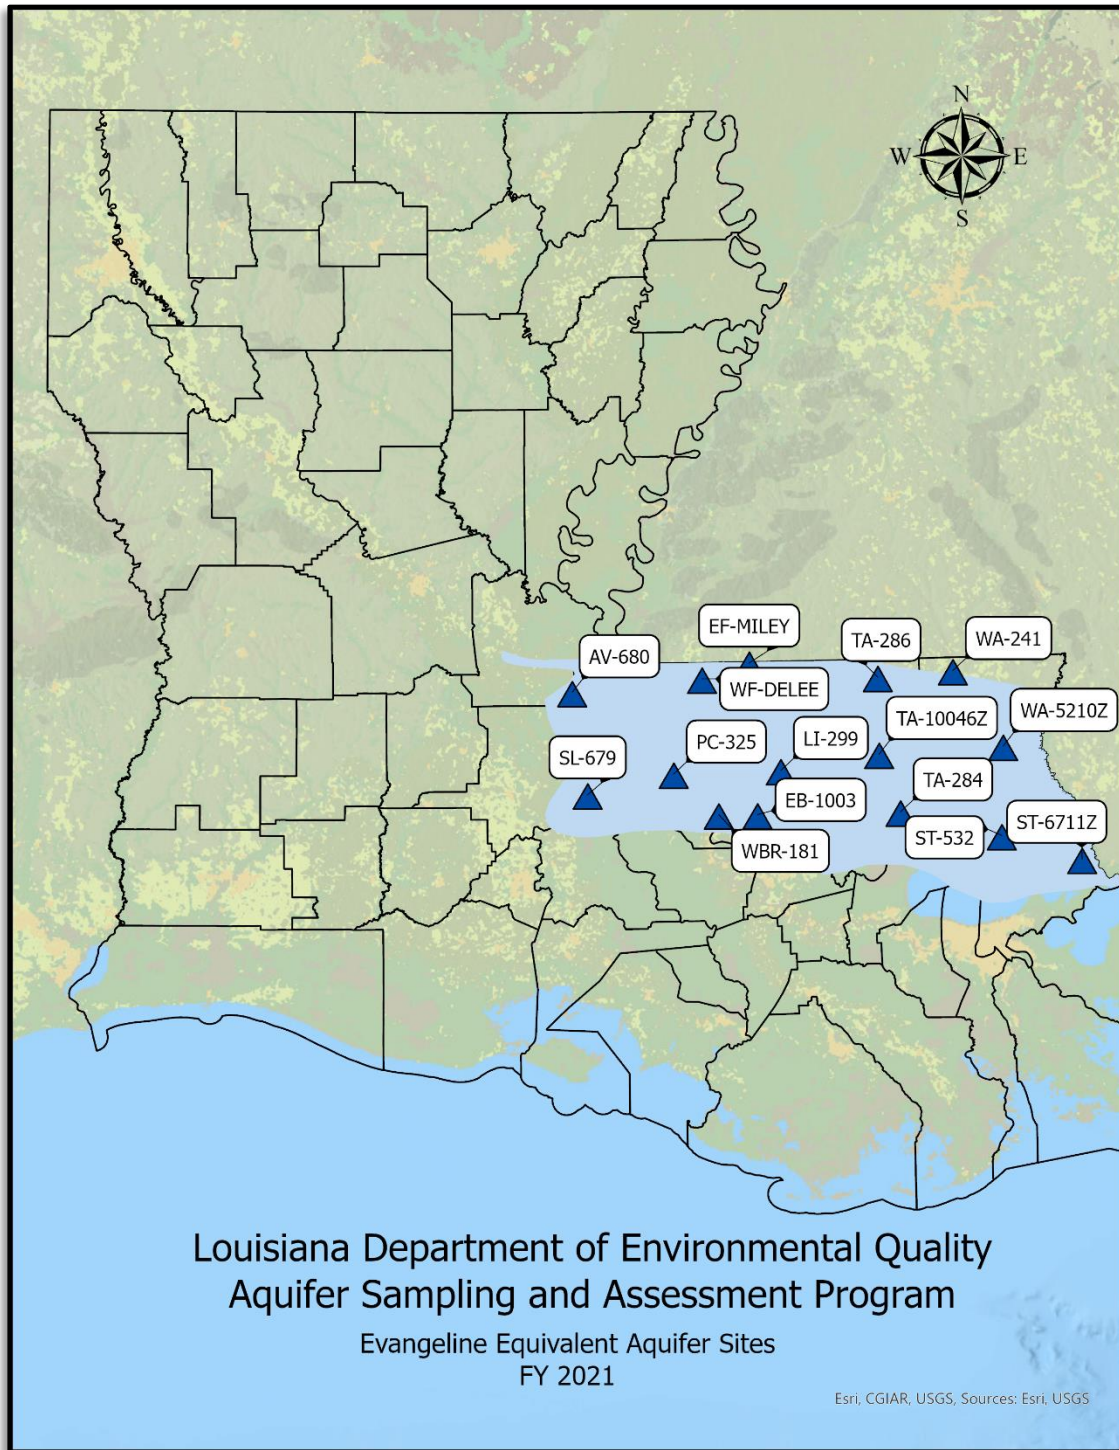 N
W
E
S
EF-MILEY
TA-286
WA-241
AV-680
WF-DELEE
TA-10046Z
WA-5210Z
PC-325
LI-299
SL-679
TA-284
EB-1003
ST-6711Z
ST-532
WBR-181
Louisiana Department of Environmental Quality
Aquifer Sampling and Assessment Program
Evangeline Equivalent Aquifer Sites
FY 2021
Esri, CGIAR, USGS, Sources: Esri, USGS